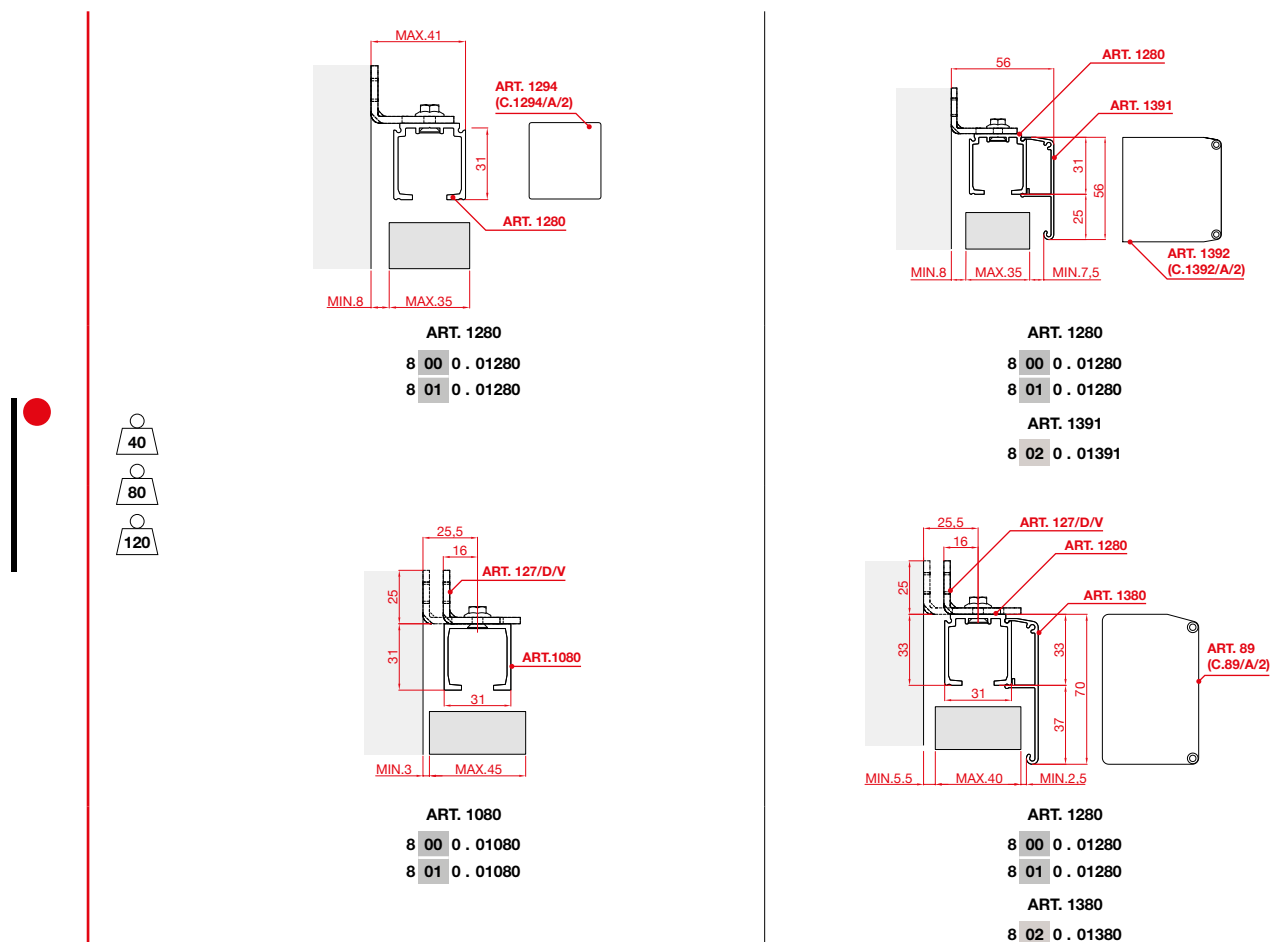 MAX.41
ART. 1294
(C.1294/A/2)
31
ART. 1280
MIN.8
MAX.35
ART. 1280
8 00 0 . 01280
8 01 0 . 01280
56
ART. 1280
ART. 1391
31
56
25
ART. 1392
(C.1392/A/2)
MIN.8
MAX.35
MIN.7,5
ART. 1280
8 00 0 . 01280
8 01 0 . 01280
ART. 1391
8 02 0 . 01391
40
80
120
25,5
16
ART. 127/D/V
25
31
ART.1080
31
MIN.3
MAX.45
ART. 1080
8 00 0 . 01080
8 01 0 . 01080
25,5
ART. 127/D/V
16
ART. 1280
25
ART. 1380
33
33
ART. 89
(C.89/A/2)
31
70
37
MIN.5.5
MAX.40
MIN.2,5
ART. 1280
8 00 0 . 01280
8 01 0 . 01280
ART. 1380
8 02 0 . 01380